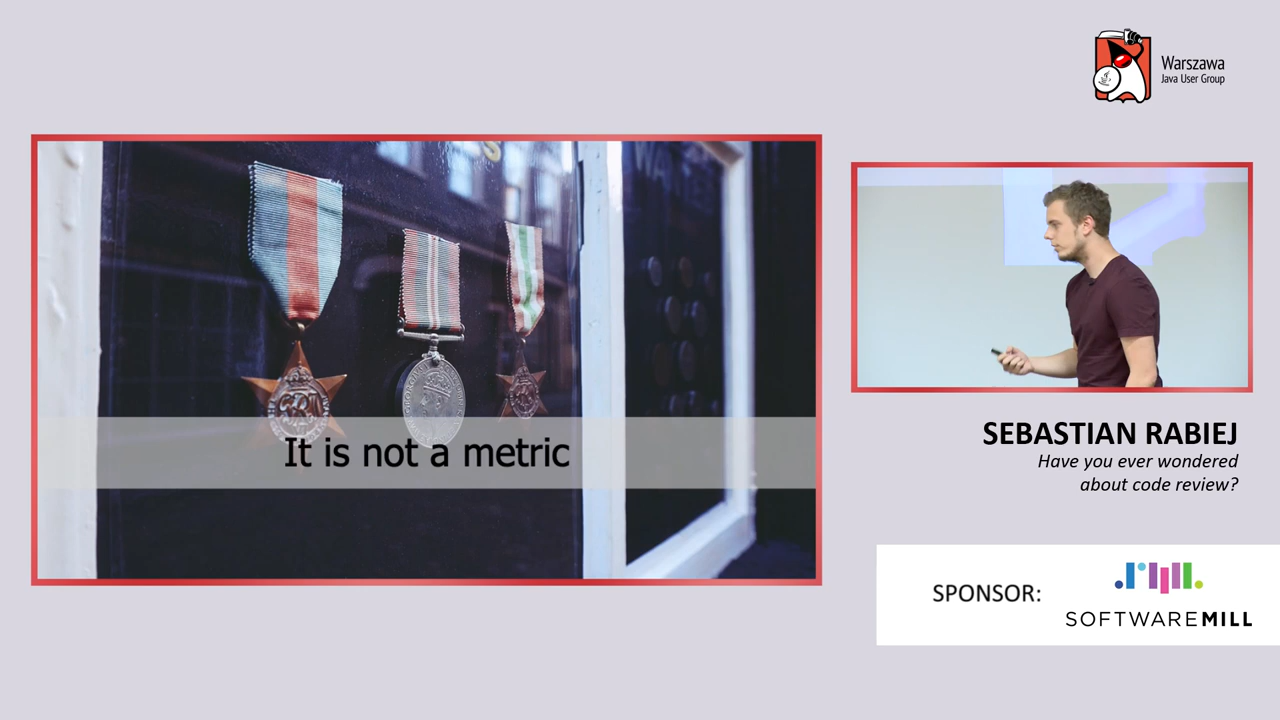 Warszawa
Java User Group
It is not a metric
SEBASTIAN RABIEJ
Have you ever wondered
about code review?
SPONSOR:
SOFTWAREMILL